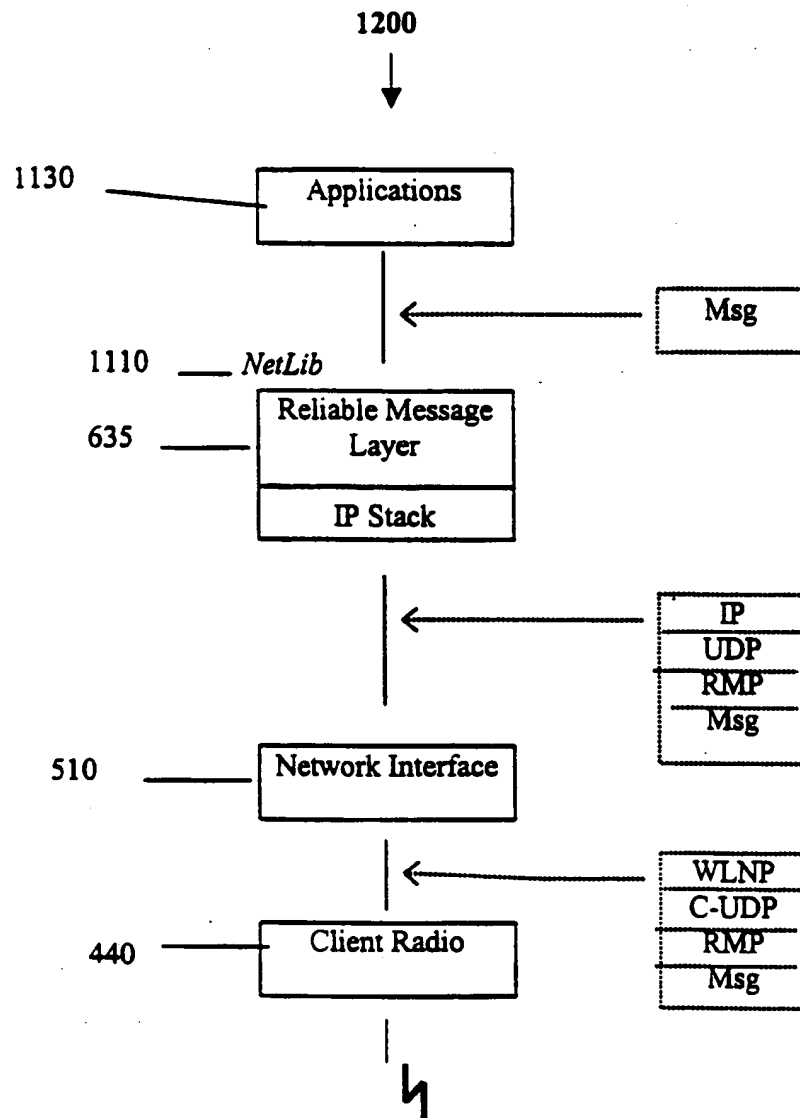 1200
1130
Applications
Msg
1110
NetLib
635
Reliable Message
Layer
IP Stack
IP
UDP
RMP
Msg
510
Network Interface
WLNP
C-UDP
RMP
Msg
440
Client Radio